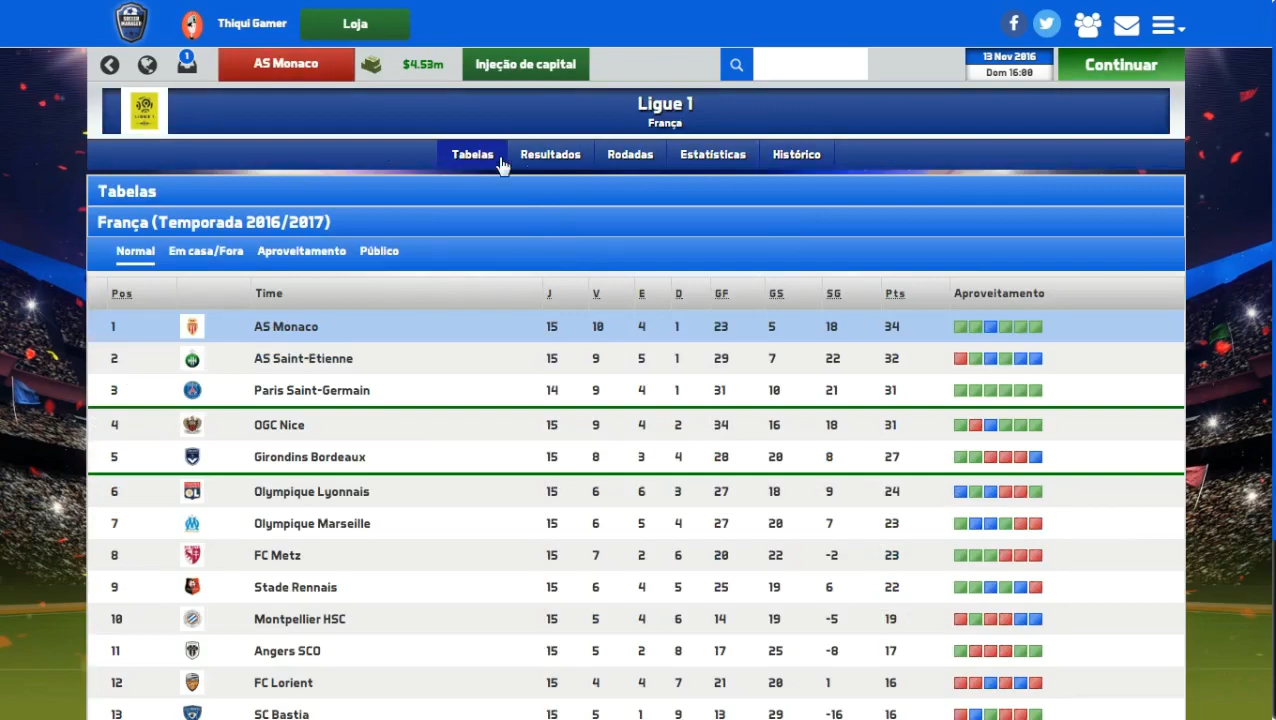 Thiqui Gamer Loja
1 AS Monaco $4.53m Injeção de capital 13 Nov 2016 Continuar
Dom 16:00
Ligue 1
França
Tabelas Resultados Rodadas Estatísticas Histórico
Tabelas
França (Temporada 2016/2017)
Normal Em casa/Fora Aproveitamento Público
Pos Time J V E D GF GS SG Pts Aproveitamento
1 AS Monaco 15 10 4 1 23 5 18 34
2 AS Saint-Etienne 15 9 5 1 29 7 22 32
3 Paris Saint-Germain 14 9 4 1 31 10 21 31
4 OGC Nice 15 9 4 2 34 16 18 31
5 Girondins Bordeaux 15 8 3 4 28 20 8 27
6 Olympique Lyonnais 15 6 6 3 27 18 9 24
7 Olympique Marseille 15 6 5 4 27 20 7 23
8 FC Metz 15 7 2 6 20 22 -2 23
9 Stade Rennais 15 6 4 5 25 19 6 22
10 Montpellier HSC 15 5 4 6 14 19 -5 19
11 Angers SCO 15 5 2 8 17 25 -8 17
12 FC Lorient 15 4 4 7 21 20 1 16
13 SC Bastia 15 5 1 9 13 29 -16 16